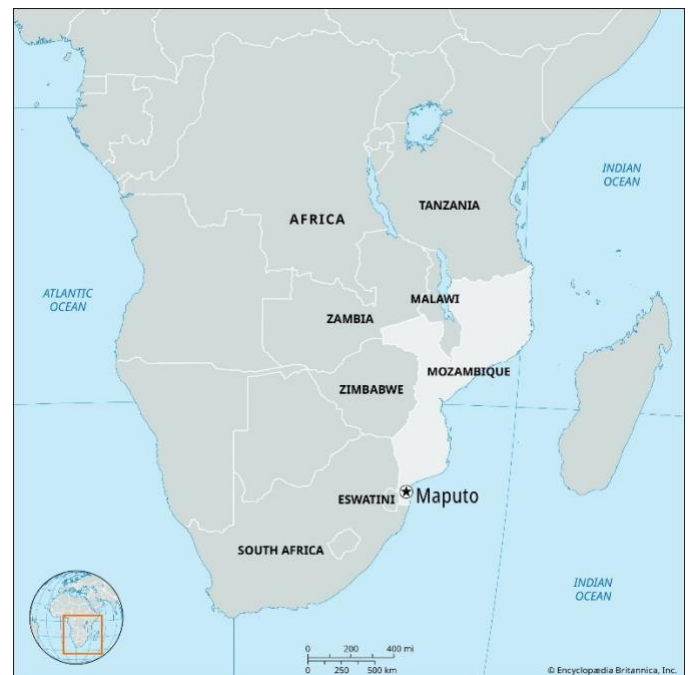 INDIAN
OCEAN
TANZANIA
AFRICA
ATLANTIC
OCEAN
MALAWI
ZAMBIA
MOZAMBIQUE
ZIMBABWE
ESWATINI
Maputo
SOUTH AFRICA
INDIAN
OCEAN
0 200 400 mi
0 250 500 km
© Encyclopædia Britannica, Inc.